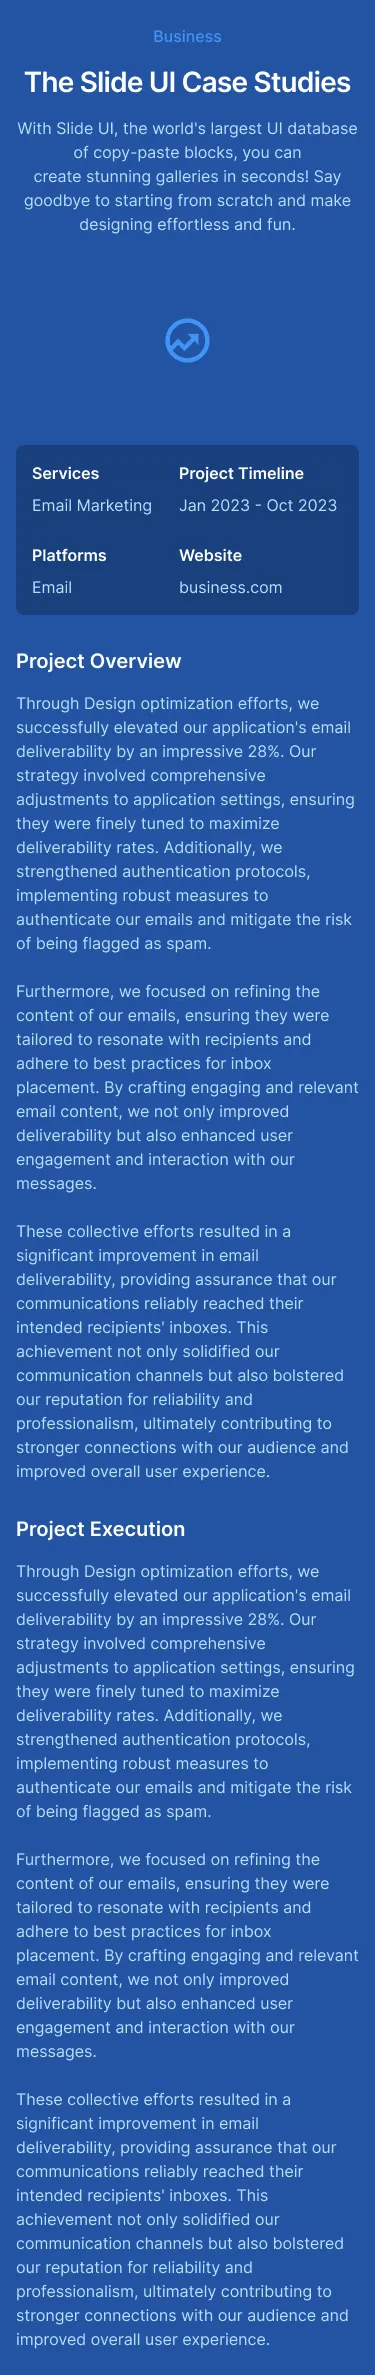 Business
The Slide UI Case Studies
With Slide UI, the world's largest UI database
of copy-paste blocks, you can
create stunning galleries in seconds! Say
goodbye to starting from scratch and make
designing effortless and fun.
Services
Project Timeline
Email Marketing
Jan 2023 - Oct 2023
Platforms
Website
Email
business.com
Project Overview
Through Design optimization efforts, we
successfully elevated our application's email
deliverability by an impressive 28%. Our
strategy involved comprehensive
adjustments to application settings, ensuring
they were finely tuned to maximize
deliverability rates. Additionally, we
strengthened authentication protocols,
implementing robust measures to
authenticate our emails and mitigate the risk
of being flagged as spam.
Furthermore, we focused on refining the
content of our emails, ensuring they were
tailored to resonate with recipients and
adhere to best practices for inbox
placement. By crafting engaging and relevant
email content, we not only improved
deliverability but also enhanced user
engagement and interaction with our
messages.
These collective efforts resulted in a
significant improvement in email
deliverability, providing assurance that our
communications reliably reached their
intended recipients' inboxes. This
achievement not only solidified our
communication channels but also bolstered
our reputation for reliability and
professionalism, ultimately contributing to
stronger connections with our audience and
improved overall user experience.
Project Execution
Through Design optimization efforts, we
successfully elevated our application's email
deliverability by an impressive 28%. Our
strategy involved comprehensive
adjustments to application settings, ensuring
they were finely tuned to maximize
deliverability rates. Additionally, we
strengthened authentication protocols,
implementing robust measures to
authenticate our emails and mitigate the risk
of being flagged as spam.
Furthermore, we focused on refining the
content of our emails, ensuring they were
tailored to resonate with recipients and
adhere to best practices for inbox
placement. By crafting engaging and relevant
email content, we not only improved
deliverability but also enhanced user
engagement and interaction with our
messages.
These collective efforts resulted in a
significant improvement in email
deliverability, providing assurance that our
communications reliably reached their
intended recipients' inboxes. This
achievement not only solidified our
communication channels but also bolstered
our reputation for reliability and
professionalism, ultimately contributing to
stronger connections with our audience and
improved overall user experience.